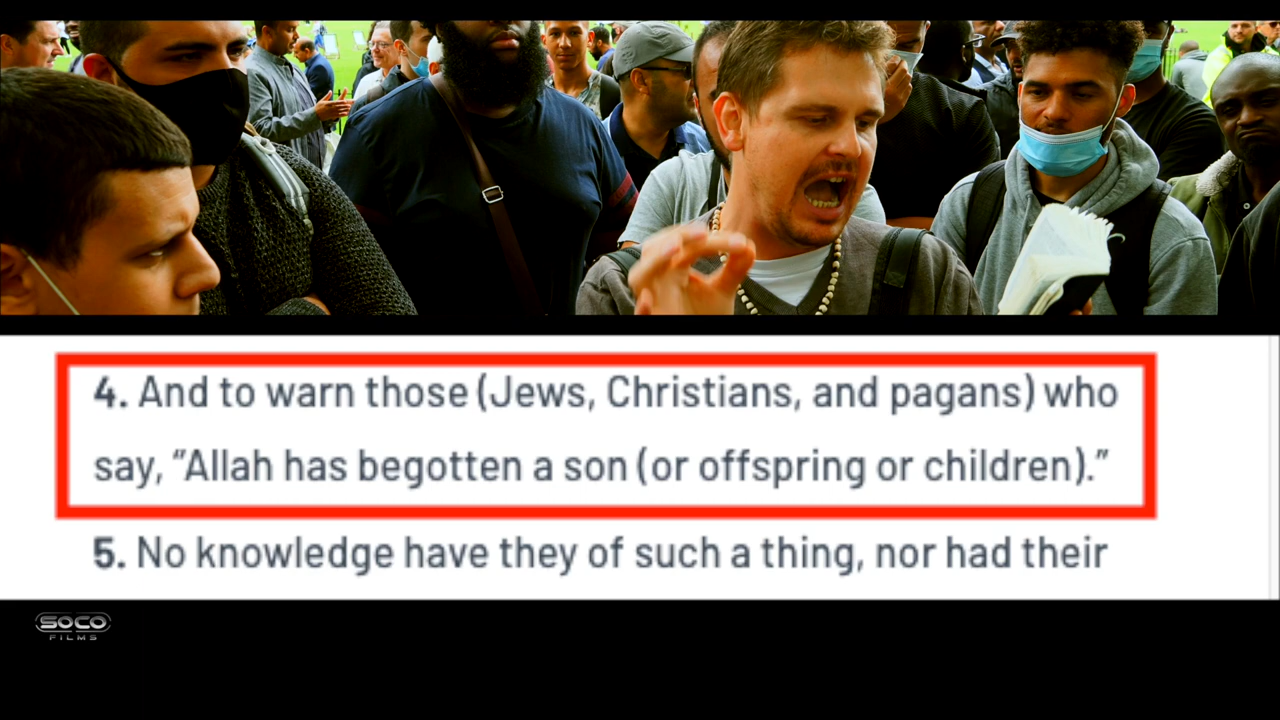 4. And to warn those (Jews, Christians, and pagans) who
say, “Allah has begotten a son (or offspring or children).”
5. No knowledge have they of such a thing, nor had their
SOCO
FILMS